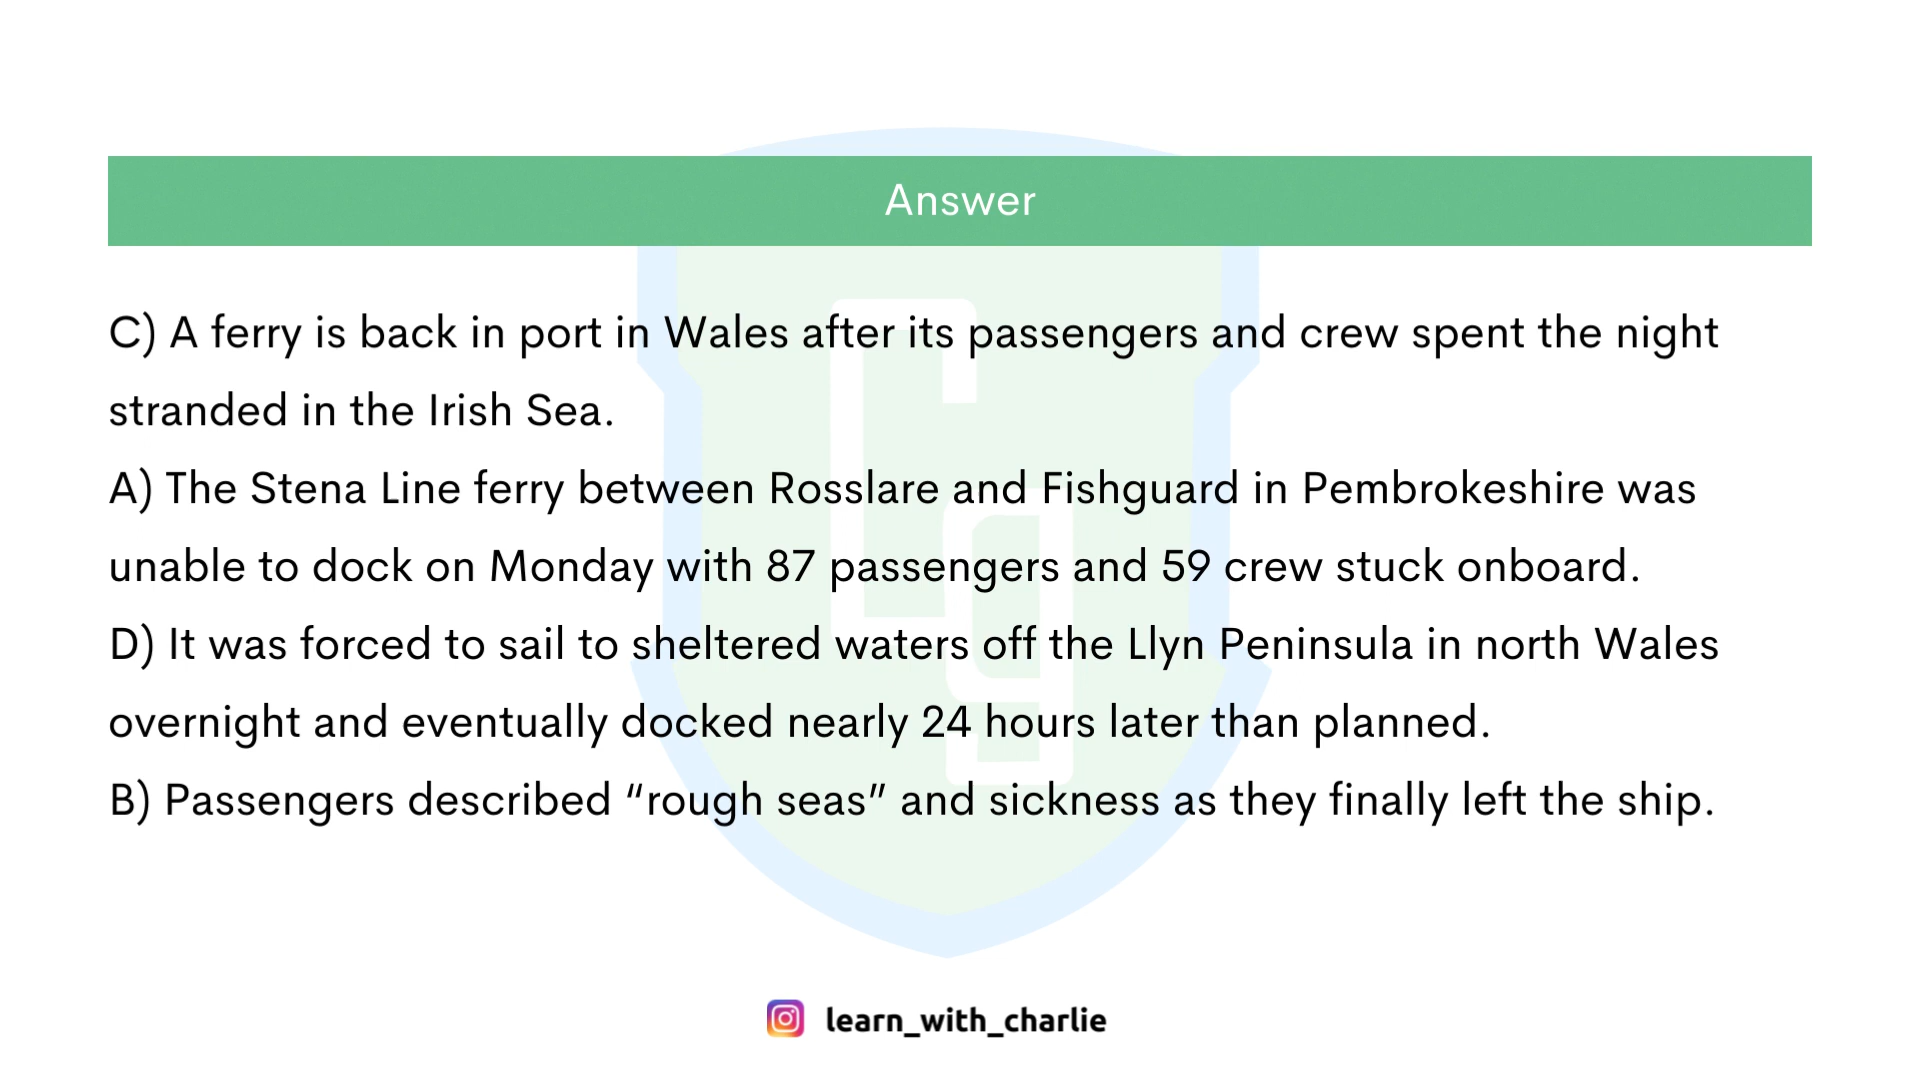 Answer
C) A ferry is back in port in Wales after its passengers and crew spent the night
stranded in the Irish Sea.
A) The Stena Line ferry between Rosslare and Fishguard in Pembrokeshire was
unable to dock on Monday with 87 passengers and 59 crew stuck onboard.
D) It was forced to sail to sheltered waters off the Llyn Peninsula in north Wales
overnight and eventually docked nearly 24 hours later than planned.
B) Passengers described “rough seas” and sickness as they finally left the ship.
learn_with_charlie